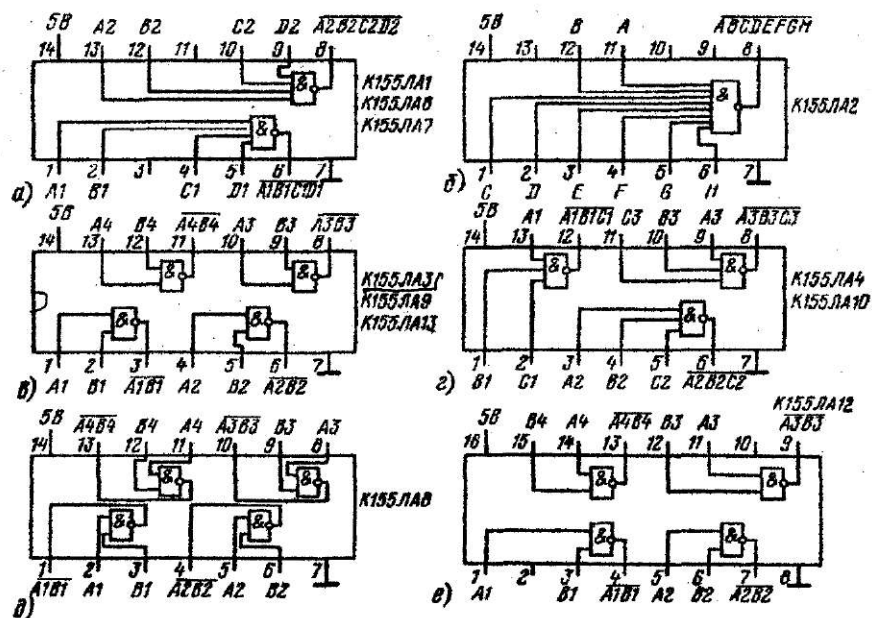 5В A2 B2 C2 D2 A2B2C2D2
14 13 12 11 10 9 8
& К155ЛА1
К155ЛА6
& К155ЛА7
1 2 3 4 5 6 7
а) A1 B1 C1 D1 A1B1C1D1
5В B A ABCDEFGH
14 13 12 11 10 9 8
& К155ЛА2
1 2 3 4 5 6 7
б) C D E F G H
5В A4 B4 A4B4 A3 B3 A3B3
14 13 12 11 10 9 8
& & К155ЛА3
К155ЛА9
& & К155ЛА13
1 2 3 4 5 6 7
в) A1 B1 A1B1 A2 B2 A2B2
5В A1 A1B1C1 C3 B3 A3 A3B3C3
14 13 12 11 10 9 8
& & К155ЛА4
& К155ЛА10
1 2 3 4 5 6 7
г) B1 C1 A2 B2 C2 A2B2C2
5В A4B4 B4 A4 A3B3 B3 A3
14 13 12 11 10 9 8
& &
& & К155ЛА8
1 2 3 4 5 6 7
д) A1B1 A1 B1 A2B2 A2 B2
К155ЛА12
5В B4 A4 A4B4 B3 A3 A3B3
16 15 14 13 12 11 10 9
& &
& &
1 2 3 4 5 6 7 8
е) A1 B1 A1B1 A2 B2 A2B2